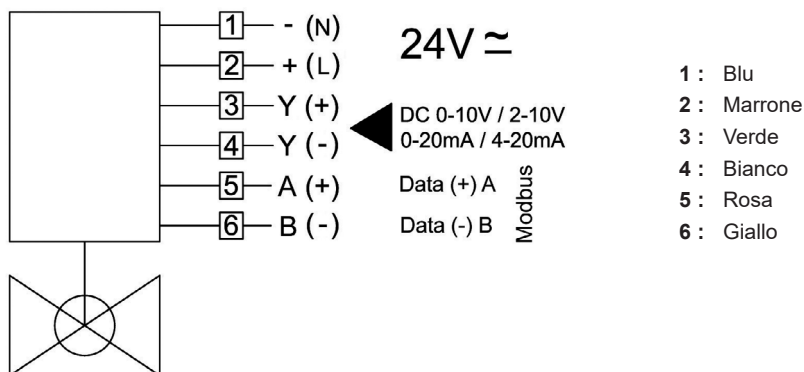 1 - (N)
2 + (L)
3 Y (+)
4 Y (-)
5 A (+)
6 B (-)
24V ≃
DC 0-10V / 2-10V
0-20mA / 4-20mA
Data (+) A
Data (-) B
Modbus
1 : Blu
2 : Marrone
3 : Verde
4 : Bianco
5 : Rosa
6 : Giallo